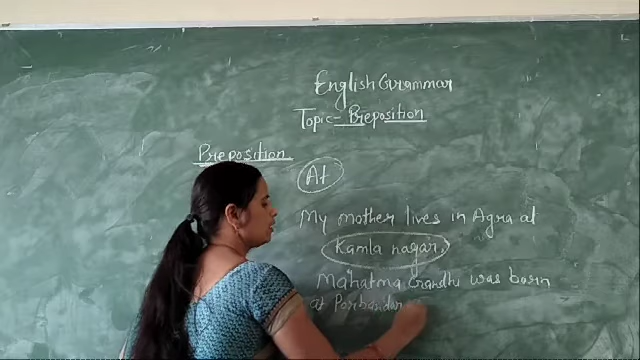 English Grammar
Topic- Preposition
Preposition
At
My mother lives in Agra at
Kamla nagar.
Mahatma Gandhi was born
at Porbandar